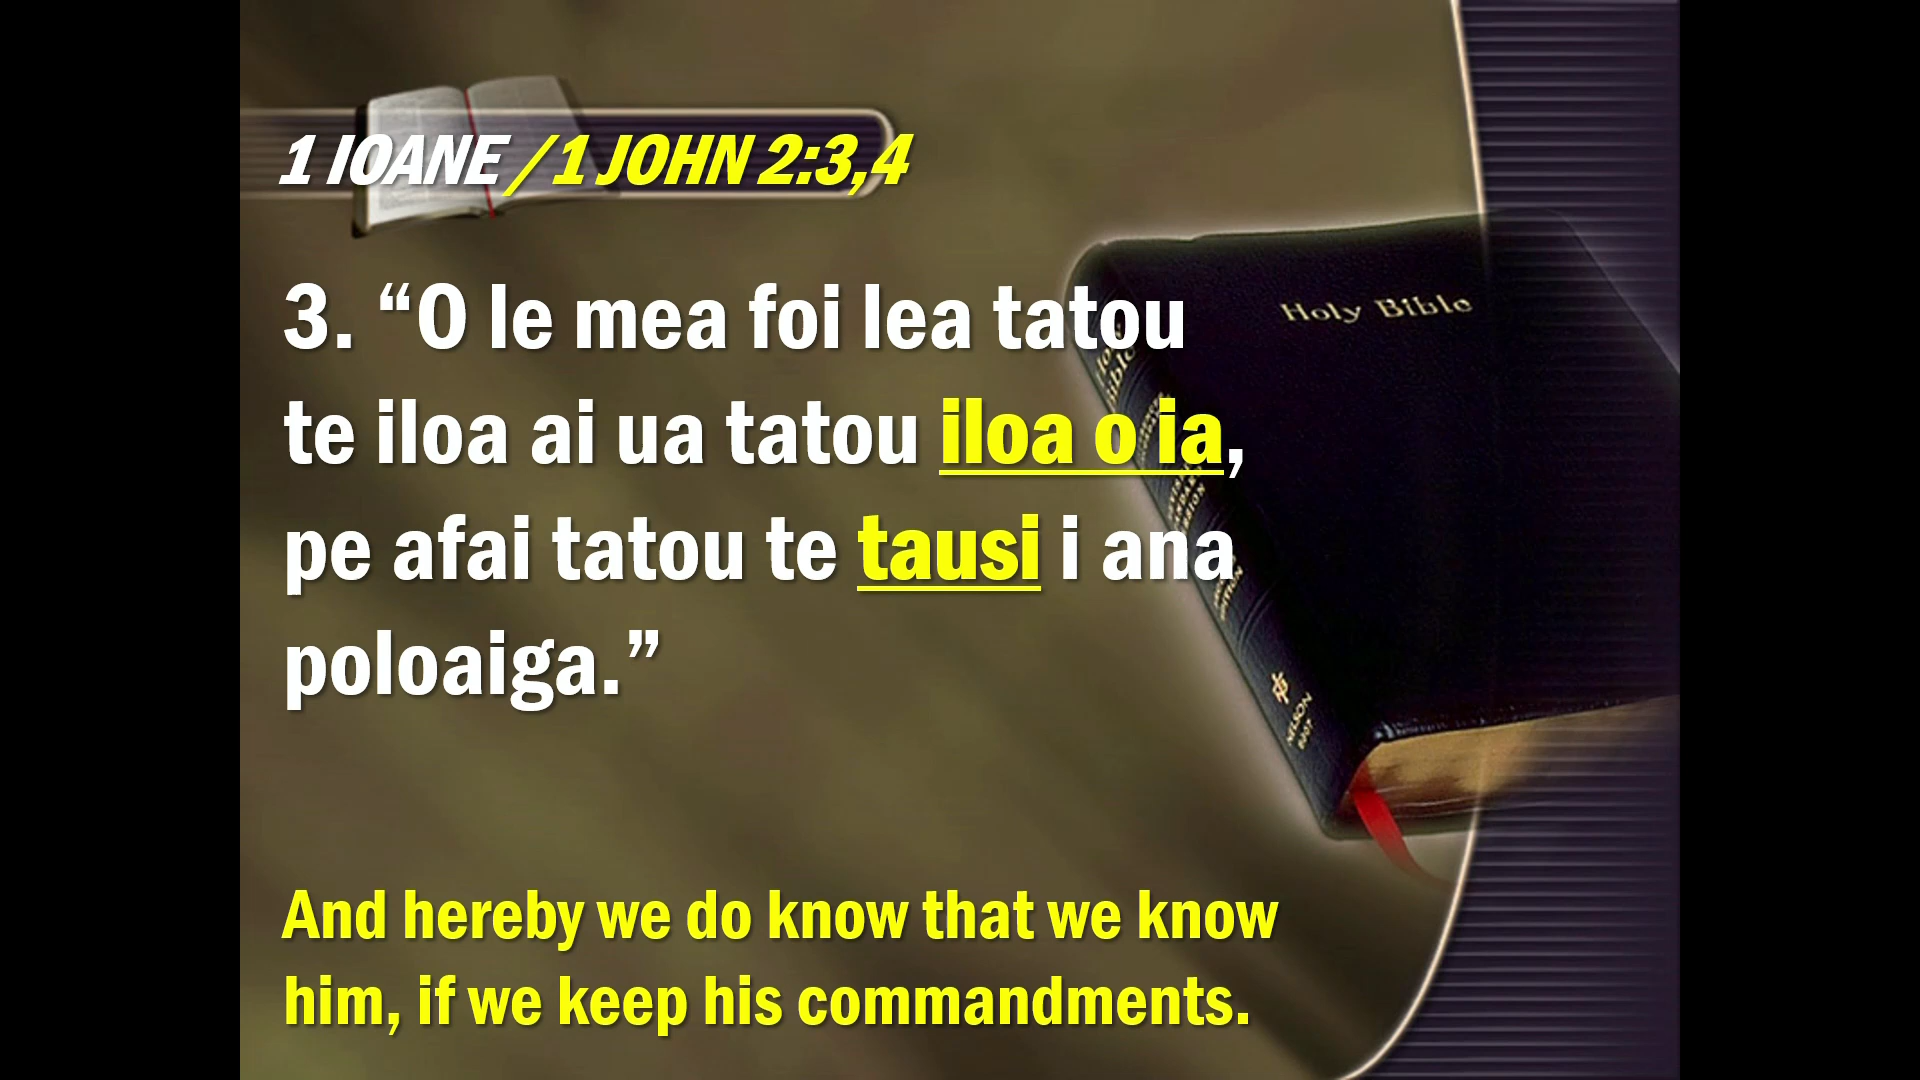 1 IOANE / 1 JOHN 2:3,4
3. “O le mea foi lea tatou
te iloa ai ua tatou iloa o ia,
pe afai tatou te tausi i ana
poloaiga.”
And hereby we do know that we know
him, if we keep his commandments.
Holy Bible
NELSON